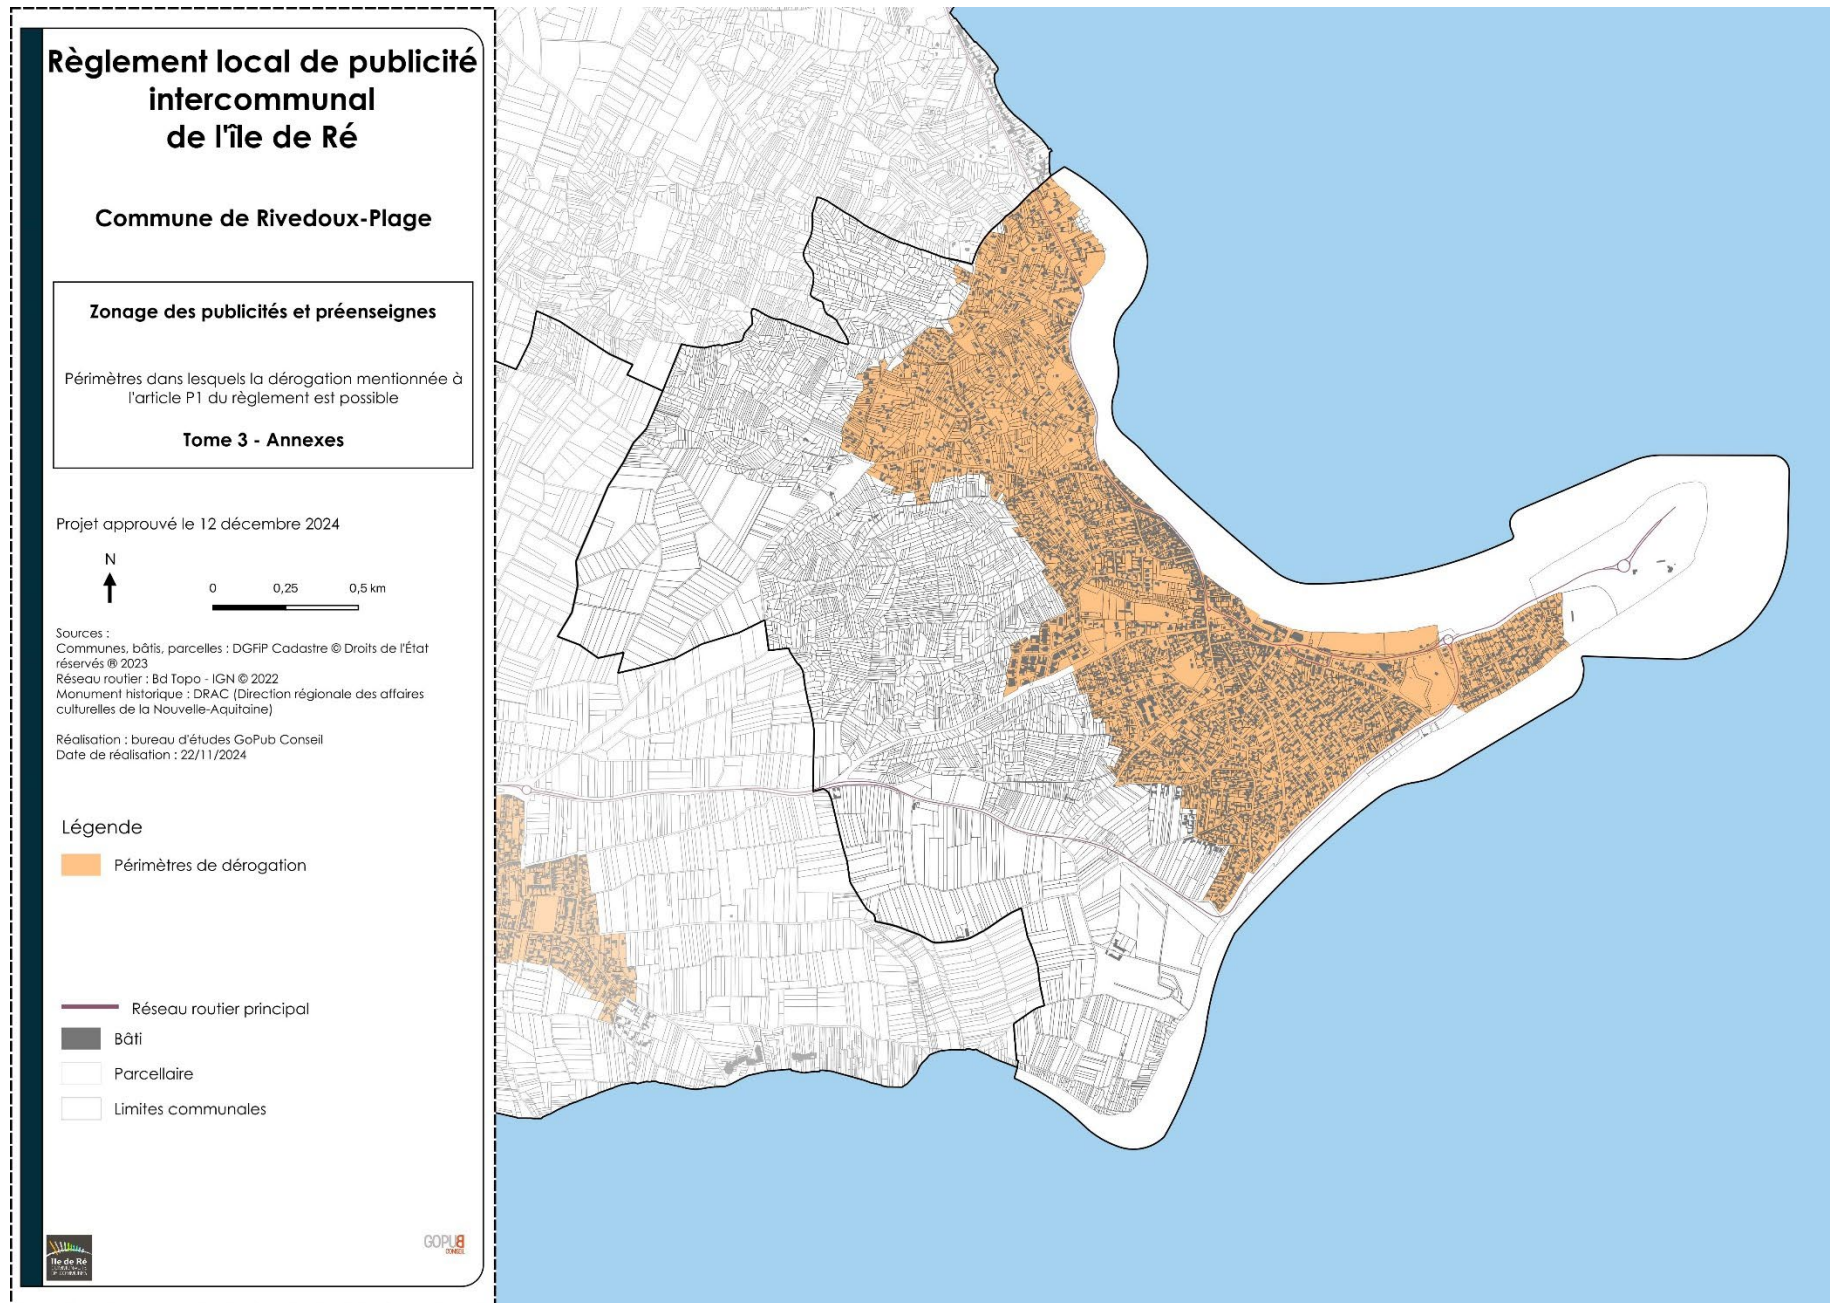 Règlement local de publicité
intercommunal
de l'île de Ré
Commune de Rivedoux-Plage
Zonage des publicités et préenseignes
Périmètres dans lesquels la dérogation mentionnée à
l'article P1 du règlement est possible
Tome 3 - Annexes
Projet approuvé le 12 décembre 2024
N
0 0,25 0,5 km
Sources :
Communes, bâtis, parcelles : DGFiP Cadastre © Droits de l'État
réservés ® 2023
Réseau routier : Bd Topo - IGN © 2022
Monument historique : DRAC (Direction régionale des affaires
culturelles de la Nouvelle-Aquitaine)
Réalisation : bureau d'études GoPub Conseil
Date de réalisation : 22/11/2024
Légende
Périmètres de dérogation
Réseau routier principal
Bâti
Parcellaire
Limites communales
Ile de Ré
COMMUNAUTÉ
DE COMMUNES
GOPUB
CONSEIL